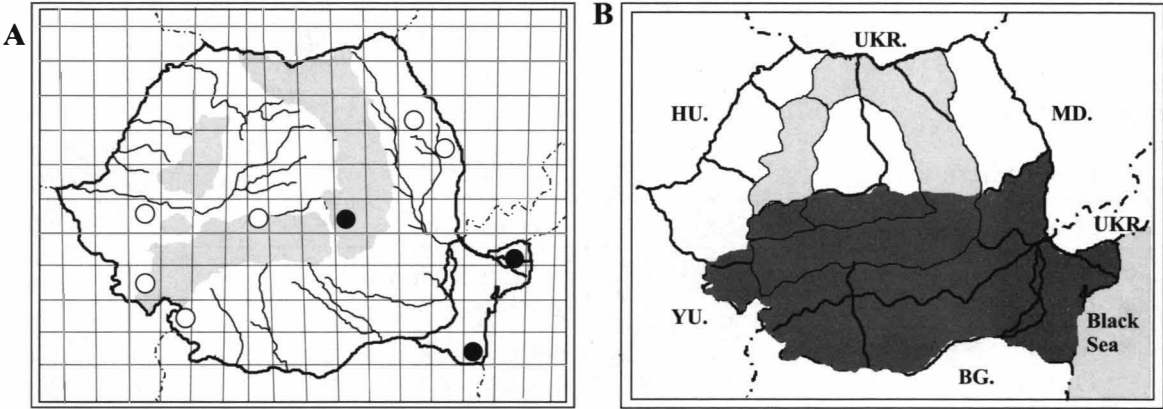 A
B
UKR.
HU.
MD.
UKR.
YU.
Black
Sea
BG.